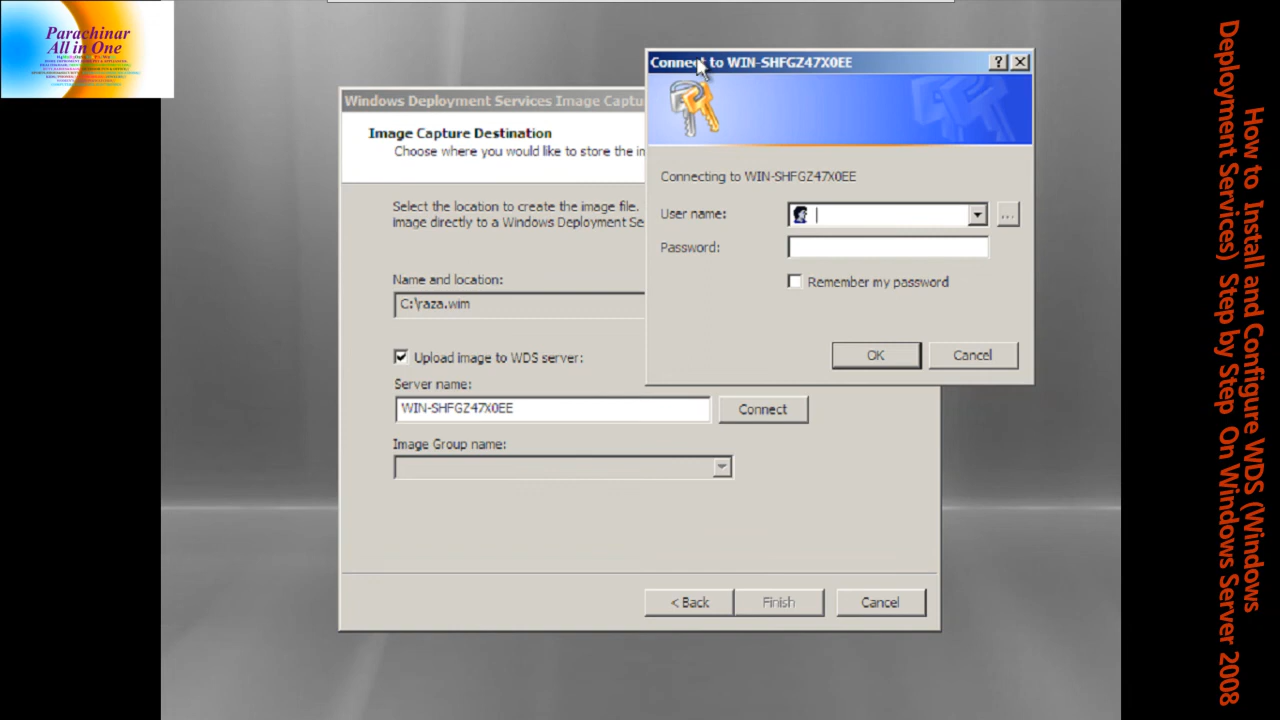 Parachinar
All in One
Connect to WIN-SHFGZ47X0EE
Windows Deployment Services Image Captu
Image Capture Destination
Choose where you would like to store the in
Connecting to WIN-SHFGZ47X0EE
User name:
Password:
Remember my password
OK
Cancel
Select the location to create the image file.
image directly to a Windows Deployment Se
Name and location:
C:\raza.wim
Upload image to WDS server:
Server name:
WIN-SHFGZ47X0EE
Connect
Image Group name:
< Back
Finish
Cancel
How to Install and Configure WDS (Windows
Deployment Services) Step by Step On Windows Server 2008